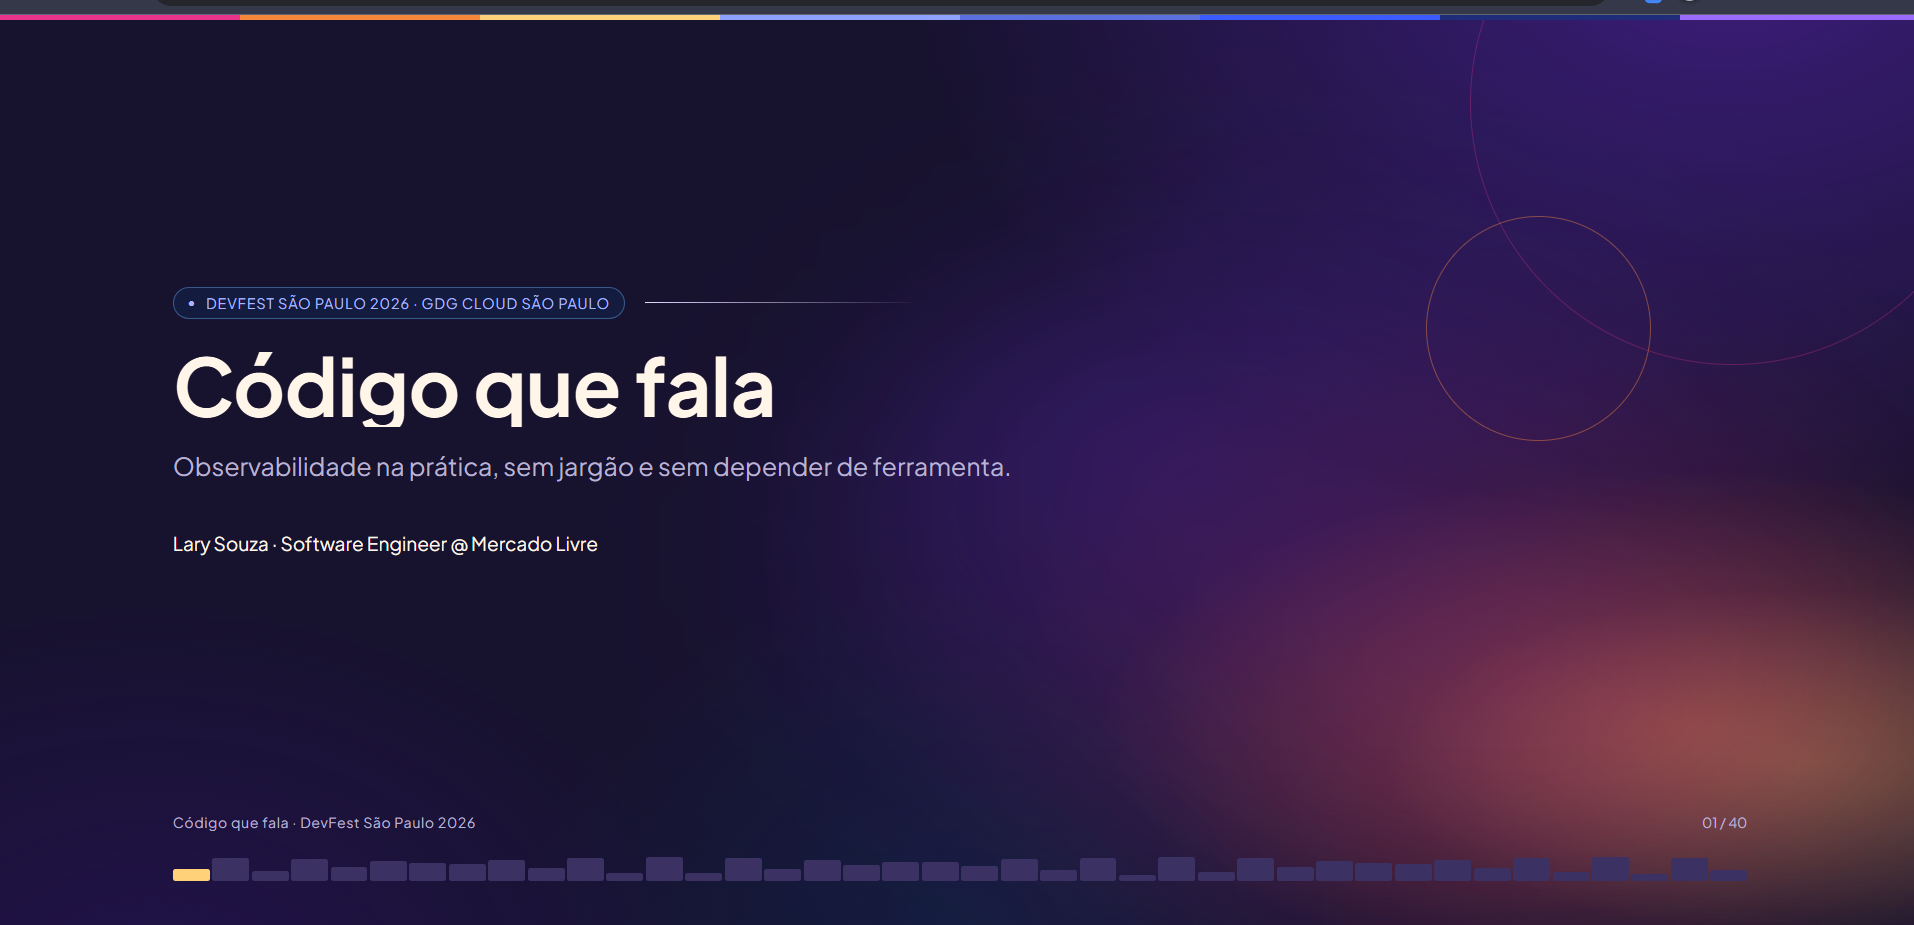 DEVFEST SÃO PAULO 2026 · GDG CLOUD SÃO PAULO
Código que fala
Observabilidade na prática, sem jargão e sem depender de ferramenta.
Lary Souza · Software Engineer @ Mercado Livre
Código que fala · DevFest São Paulo 2026
01 / 40